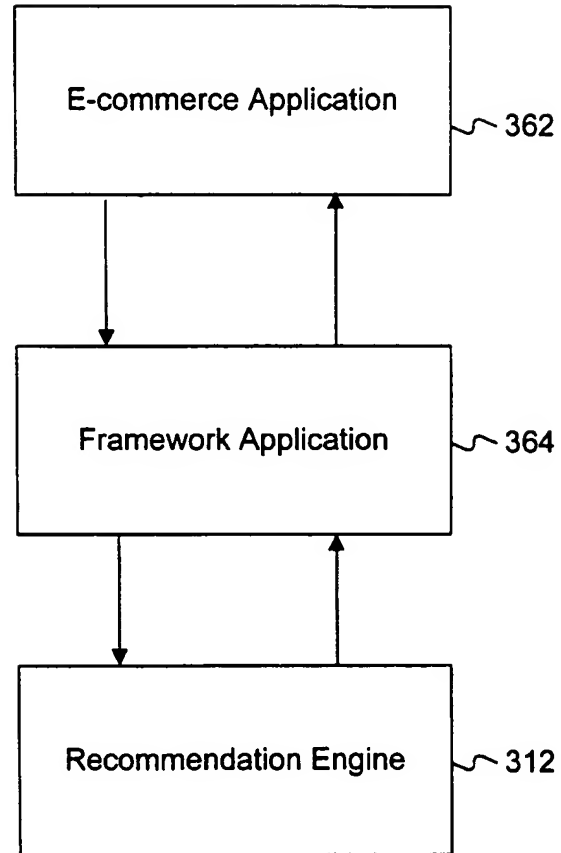 E-commerce Application
362
Framework Application
364
Recommendation Engine
312